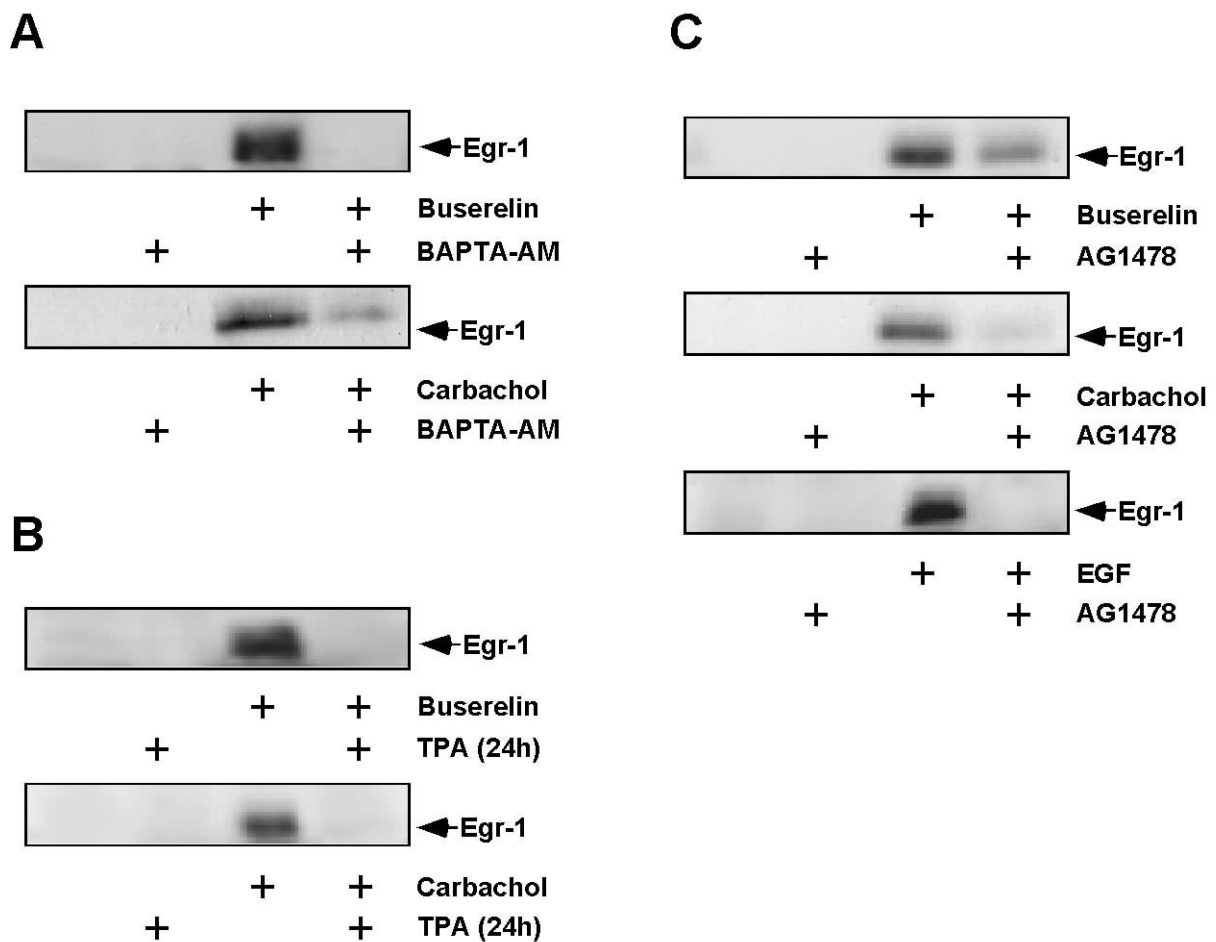 A
Egr-1
+ + Buserelin
+ + BAPTA-AM
Egr-1
+ + Carbachol
+ + BAPTA-AM
B
Egr-1
+ + Buserelin
+ + TPA (24h)
Egr-1
+ + Carbachol
+ + TPA (24h)
C
Egr-1
+ + Buserelin
+ + AG1478
Egr-1
+ + Carbachol
+ + AG1478
Egr-1
+ + EGF
+ + AG1478